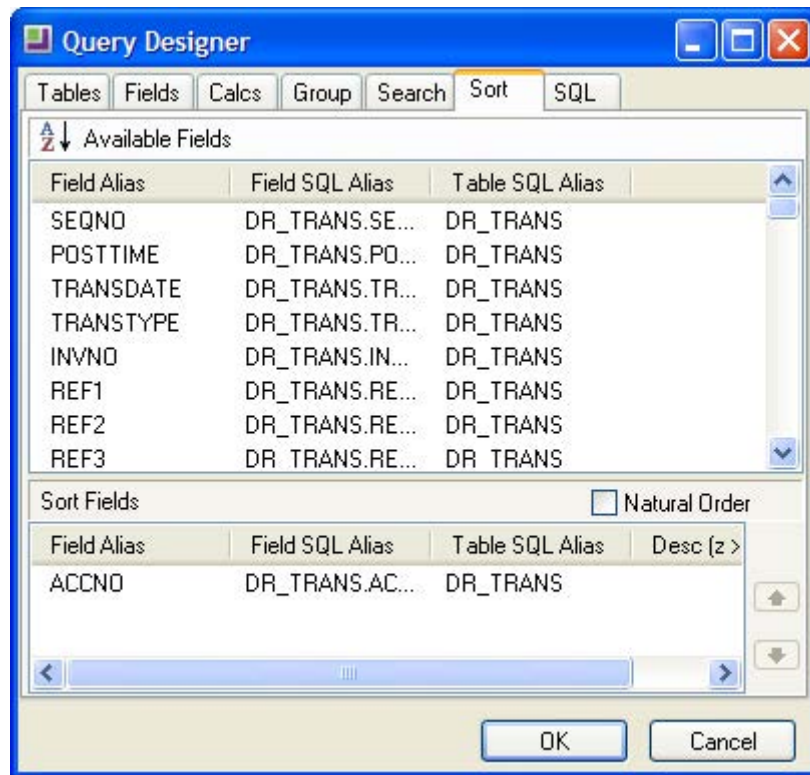 Query Designer
Tables Fields Calcs Group Search Sort SQL
Available Fields
Field Alias Field SQL Alias Table SQL Alias
SEQNO DR_TRANS.SE... DR_TRANS
POSTTIME DR_TRANS.PO... DR_TRANS
TRANSDATE DR_TRANS.TR... DR_TRANS
TRANSTYPE DR_TRANS.TR... DR_TRANS
INVNO DR_TRANS.IN... DR_TRANS
REF1 DR_TRANS.RE... DR_TRANS
REF2 DR_TRANS.RE... DR_TRANS
REF3 DR_TRANS.RE... DR_TRANS
Sort Fields Natural Order
Field Alias Field SQL Alias Table SQL Alias Desc (z >
ACCNO DR_TRANS.AC... DR_TRANS
OK Cancel